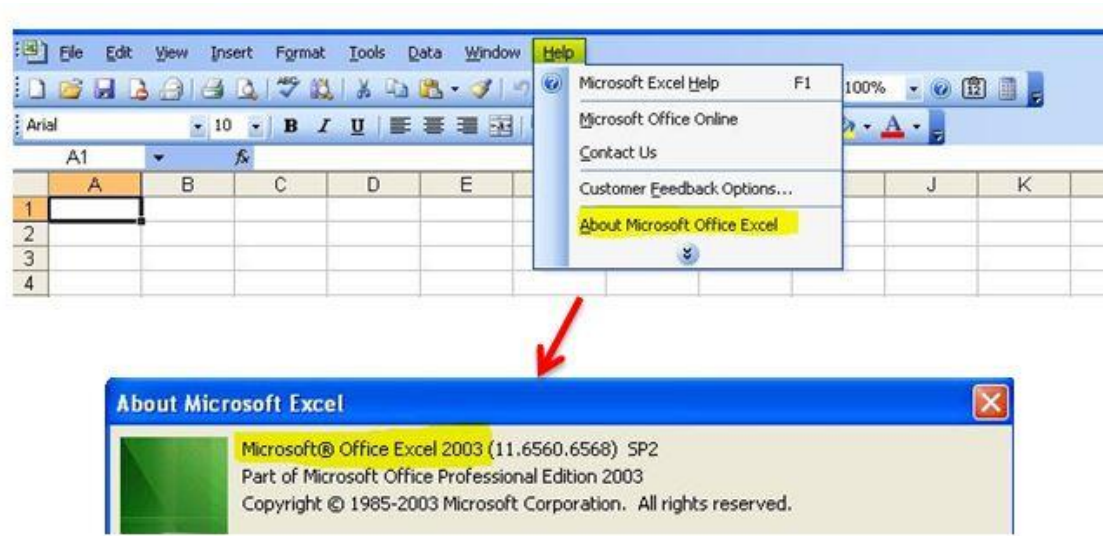 File Edit View Insert Format Tools Data Window Help
Microsoft Excel Help F1
100%
12
Microsoft Office Online
Arial 10 B I U A
Contact Us
A1 fx
Customer Feedback Options...
A B C D E J K
About Microsoft Office Excel
1
2
3
4
About Microsoft Excel
Microsoft® Office Excel 2003 (11.6560.6568) SP2
Part of Microsoft Office Professional Edition 2003
Copyright © 1985-2003 Microsoft Corporation. All rights reserved.